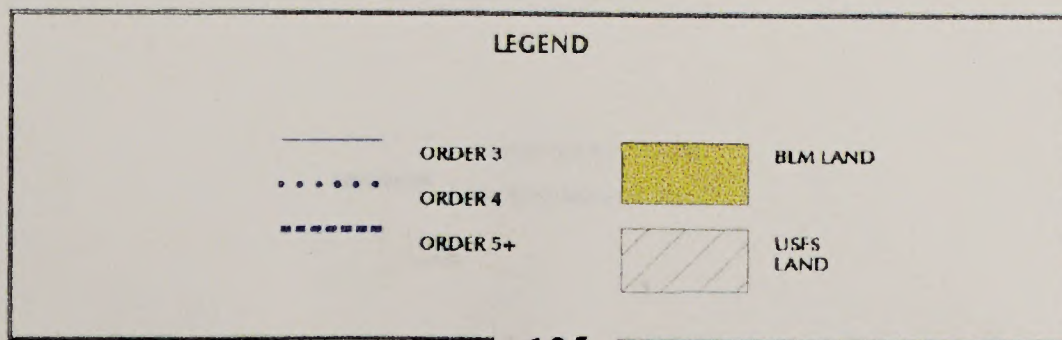 LEGEND
ORDER 3
ORDER 4
ORDER 5+
BLM LAND
USFS
LAND